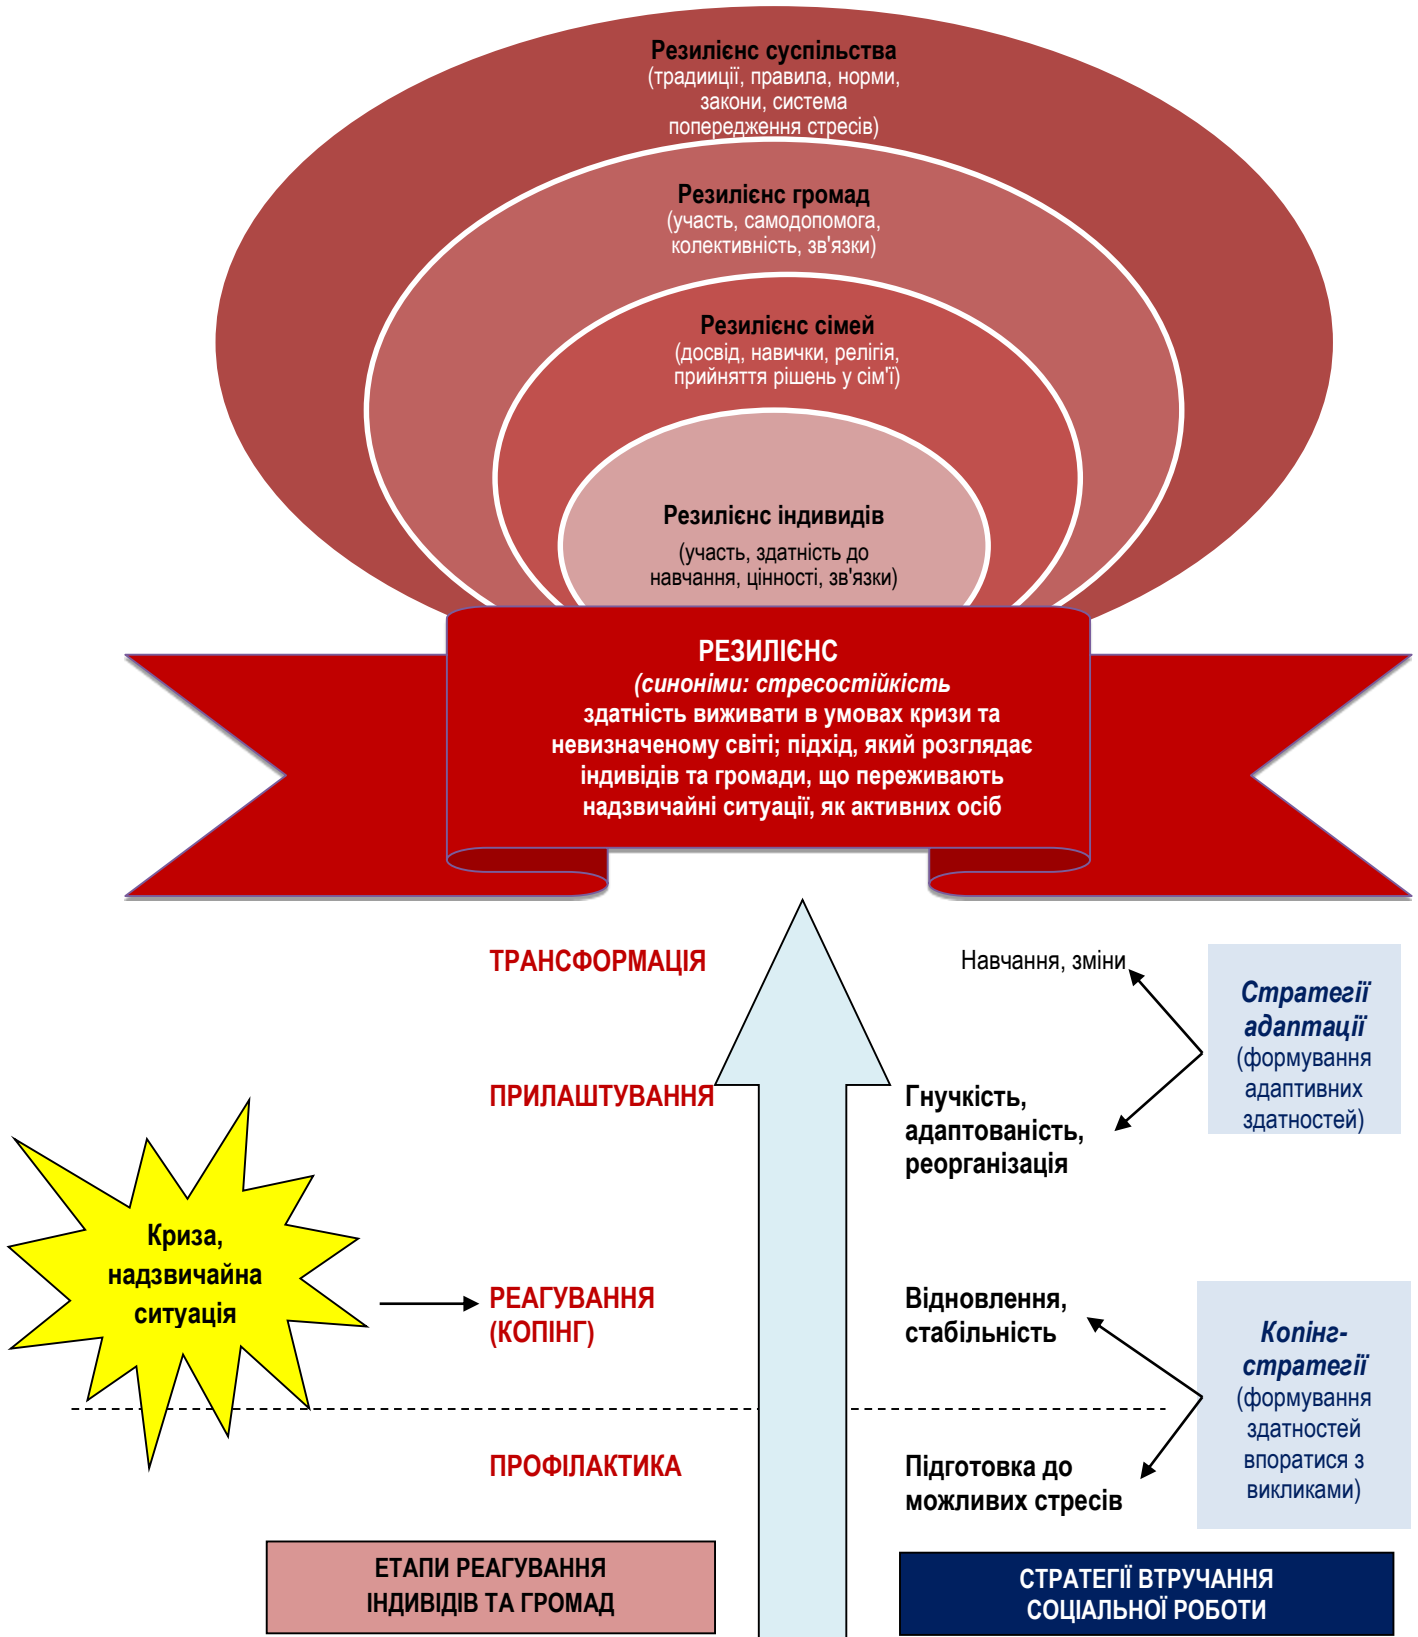 Резилієнс суспільства
(традииції, правила, норми,
закони, система
попередження стресів)
Резилієнс громад
(участь, самодопомога,
колективність, зв'язки)
Резилієнс сімей
(досвід, навички, релігія,
прийняття рішень у сім'ї)
Резилієнс індивидів
(участь, здатність до
навчання, цінності, зв'язки)
РЕЗИЛІЄНС
(синоніми: стресостійкість
здатність виживати в умовах кризи та
невизначеному світі; підхід, який розглядає
індивідів та громади, що переживають
надзвичайні ситуації, як активних осіб
ТРАНСФОРМАЦІЯ
Навчання, зміни
Стратегії
адаптації
(формування
адаптивних
здатностей)
ПРИЛАШТУВАННЯ
Гнучкість,
адаптованість,
реорганізація
Криза,
надзвичайна
ситуація
РЕАГУВАННЯ
(КОПІНГ)
Відновлення,
стабільність
Копінг-
стратегії
(формування
здатностей
впоратися з
викликами)
ПРОФІЛАКТИКА
Підготовка до
можливих стресів
ЕТАПИ РЕАГУВАННЯ
ІНДИВІДІВ ТА ГРОМАД
СТРАТЕГІЇ ВТРУЧАННЯ
СОЦІАЛЬНОЇ РОБОТИ